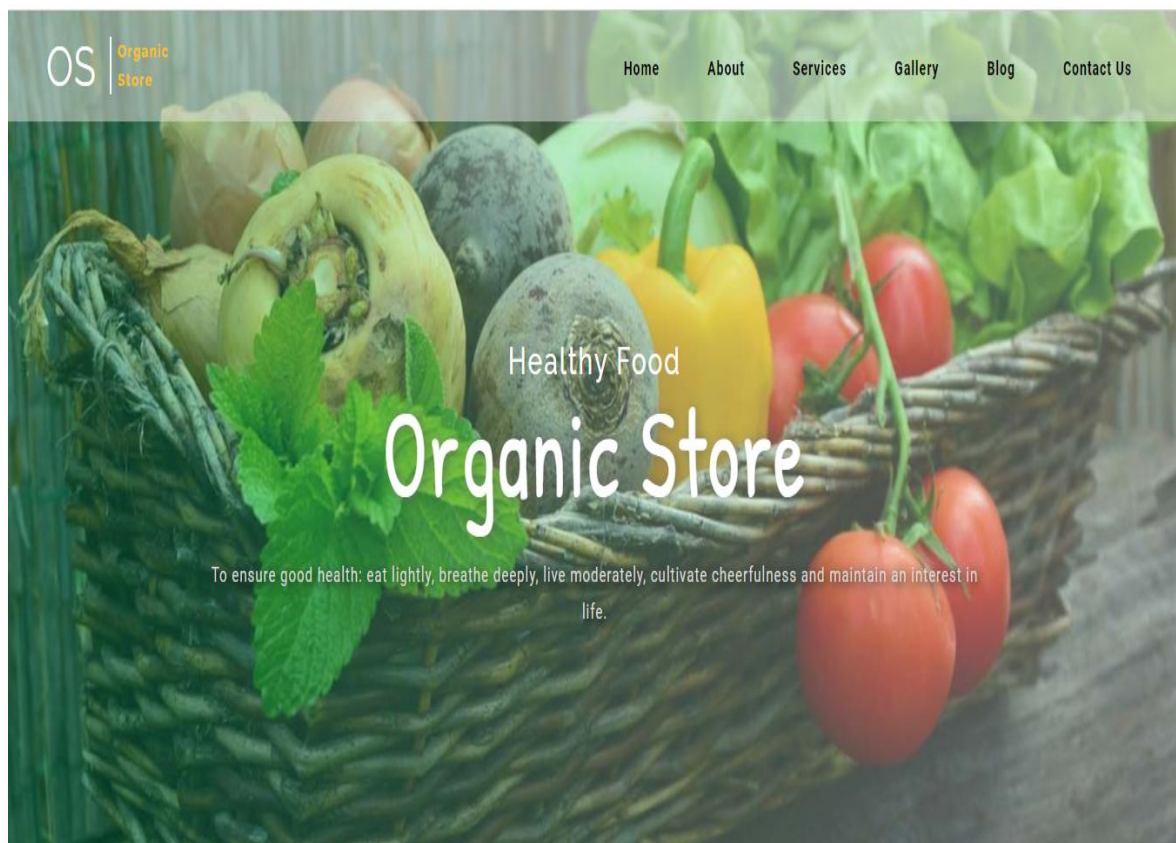 OS
Organic
Store
Home About Services Gallery Blog Contact Us
Healthy Food
Organic Store
To ensure good health: eat lightly, breathe deeply, live moderately, cultivate cheerfulness and maintain an interest in
life.